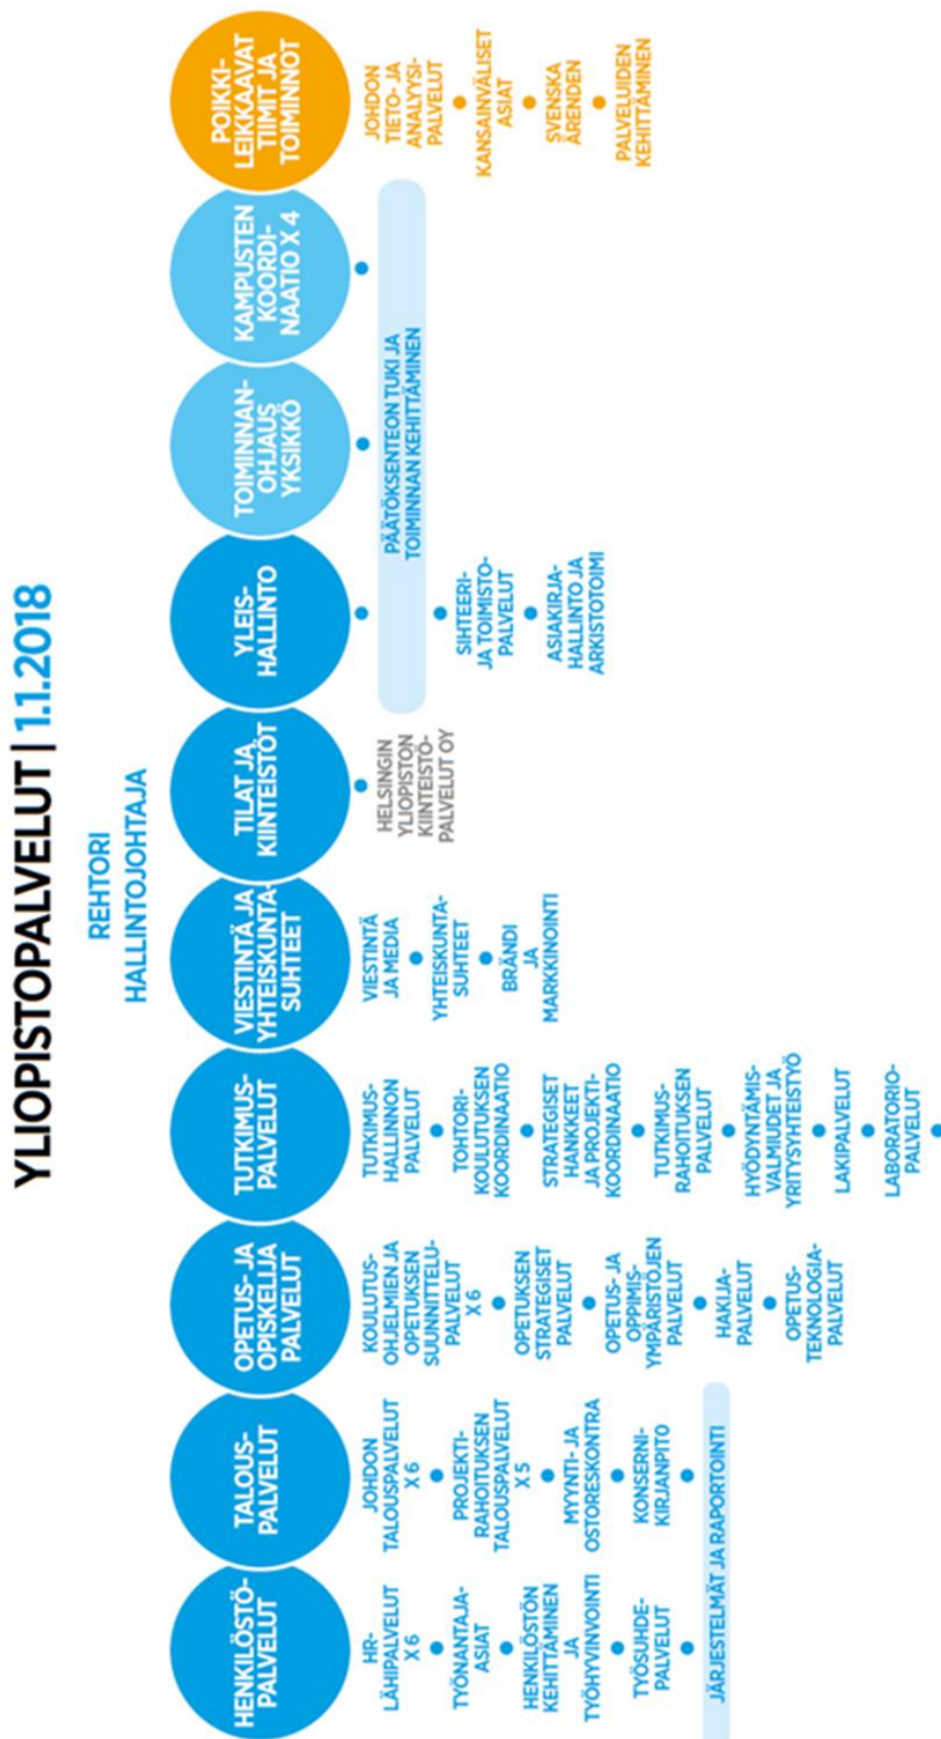 YLIOPISTOPALVELUT | 1.1.2018
REHTORI
HALLINTOJOHTAJA
HENKILÖSTÖ-
PALVELUT
HR-
LÄHIPALVELUT
X 6
TYÖNANTAJA-
ASIAT
HENKILÖSTÖN
KEHITTÄMINEN
JA
TYÖHYVINVOINTI
TYÖSUHDE-
PALVELUT
TALOUS-
PALVELUT
JOHDON
TALOUSPALVELUT
X 6
PROJEKTI-
RAHOITUKSEN
TALOUSPALVELUT
X 5
MYYNTI- JA
OSTORESKONTRA
KONSERNI-
KIRJANPITO
JÄRJESTELMÄT JA RAPORTOINTI
OPETUS- JA
OPISKELIJA
PALVELUT
KOULUTUS-
OHJELMIEN JA
OPETUKSEN
SUUNNITTELU-
PALVELUT
X 6
OPETUKSEN
STRATEGISET
PALVELUT
OPETUS- JA
OPPIMIS-
YMPÄRISTÖJEN
PALVELUT
HAKIJA-
PALVELUT
OPETUS-
TEKNOLOGIA-
PALVELUT
TUTKIMUS-
PALVELUT
TUTKIMUS-
HALLINNON
PALVELUT
TOHTORI-
KOULUTUKSEN
KOORDINAATIO
STRATEGISET
HANKKEET
JA PROJEKTI-
KOORDINAATIO
TUTKIMUS-
RAHOITUKSEN
PALVELUT
HYÖDYNTÄMIS-
VALMIUDET JA
YRITYSYHTEISTYÖ
LAKIPALVELUT
LABORATORIO-
PALVELUT
VIESTINTÄ JA
YHTEISKUNTA-
SUHTEET
VIESTINTÄ
JA MEDIA
YHTEISKUNTA-
SUHTEET
BRÄNDI
JA
MARKKINOINTI
TILAT JA
KIINTEISTÖT
HELSINGIN
YLIOPISTON
KIINTEISTÖ-
PALVELUT OY
YLEIS-
HALLINTO
TOIMINNAN-
OHJAUS
YKSIKKÖ
KAMPUSTEN
KOORDI-
NAATIO X 4
PÄÄTÖKSENTEON TUKI JA
TOIMINNAN KEHITTÄMINEN
SIHTEERI-
JA TOIMISTO-
PALVELUT
ASIAKIRJA-
HALLINTO JA
ARKISTOTOIMI
POIKKI-
LEIKKAAVAT
TIIMIT JA
TOIMINNOT
JOHDON
TIETO- JA
ANALYYSI-
PALVELUT
KANSAINVÄLISET
ASIAT
SVENSKA
ÄRENDEN
PALVELUIDEN
KEHITTÄMINEN